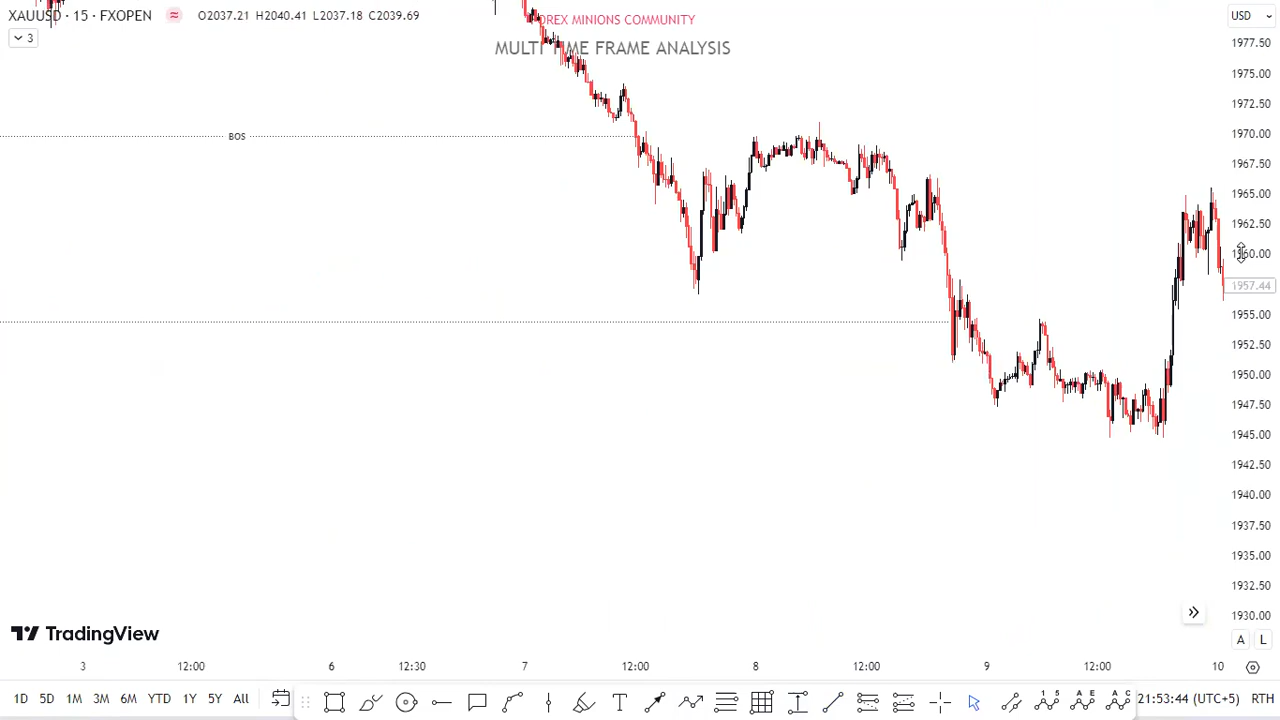 XAUUSD · 15 · FXOPEN
O2037.21 H2040.41 L2037.18 C2039.69
OREX MINIONS COMMUNITY
USD
3
MULTI TIME FRAME ANALYSIS
1977.50
1975.00
1972.50
BOS
1970.00
1967.50
1965.00
1962.50
1960.00
1957.44
1955.00
1952.50
1950.00
1947.50
1945.00
1942.50
1940.00
1937.50
1935.00
1932.50
1930.00
TradingView
A L
3 12:00 6 12:30 7 12:00 8 12:00 9 12:00 10
1D 5D 1M 3M 6M YTD 1Y 5Y All
21:53:44 (UTC+5) RTH